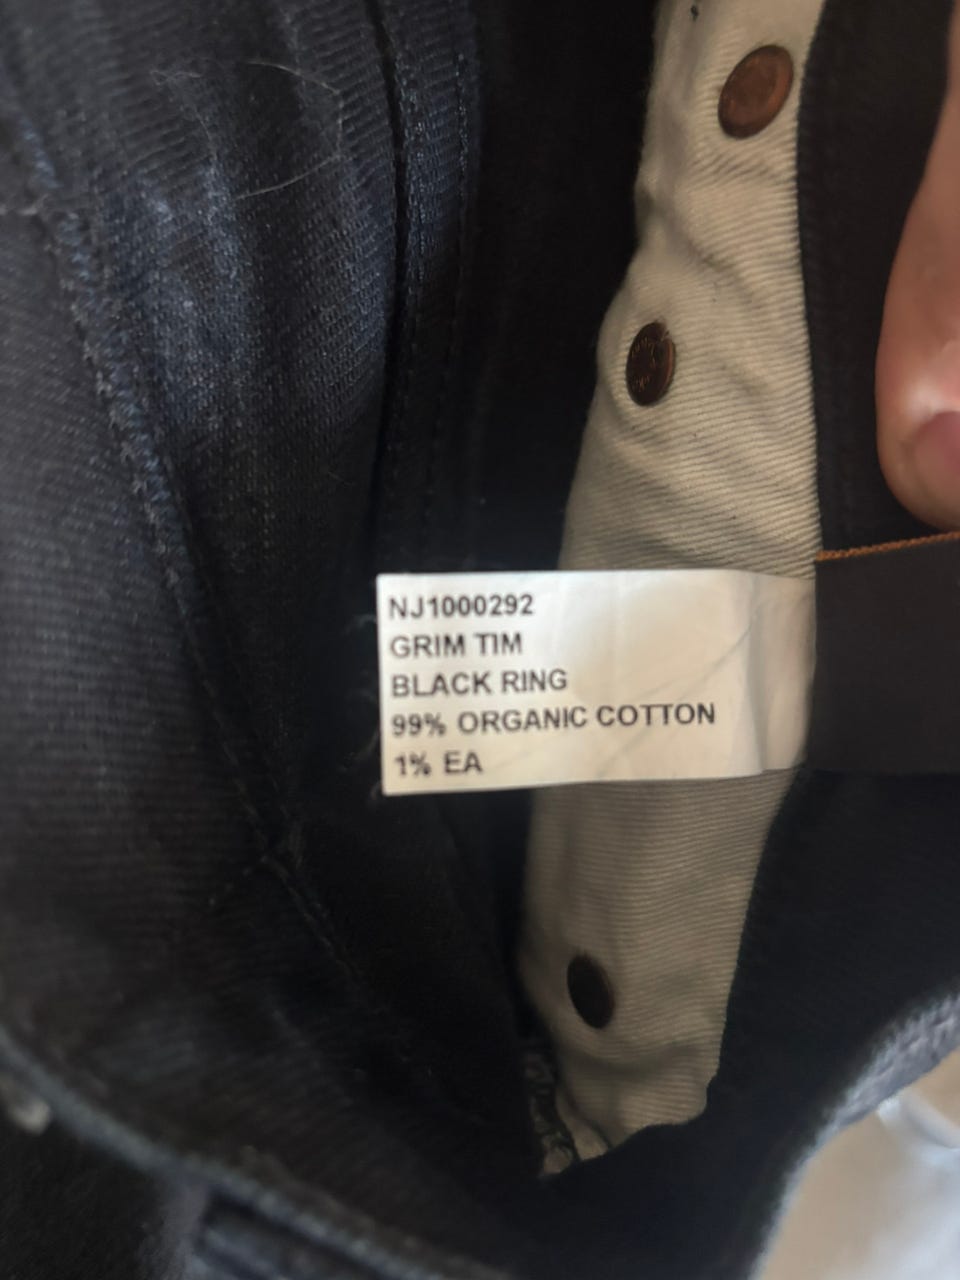 NJ1000292
GRIM TIM
BLACK RING
99% ORGANIC COTTON
1% EA